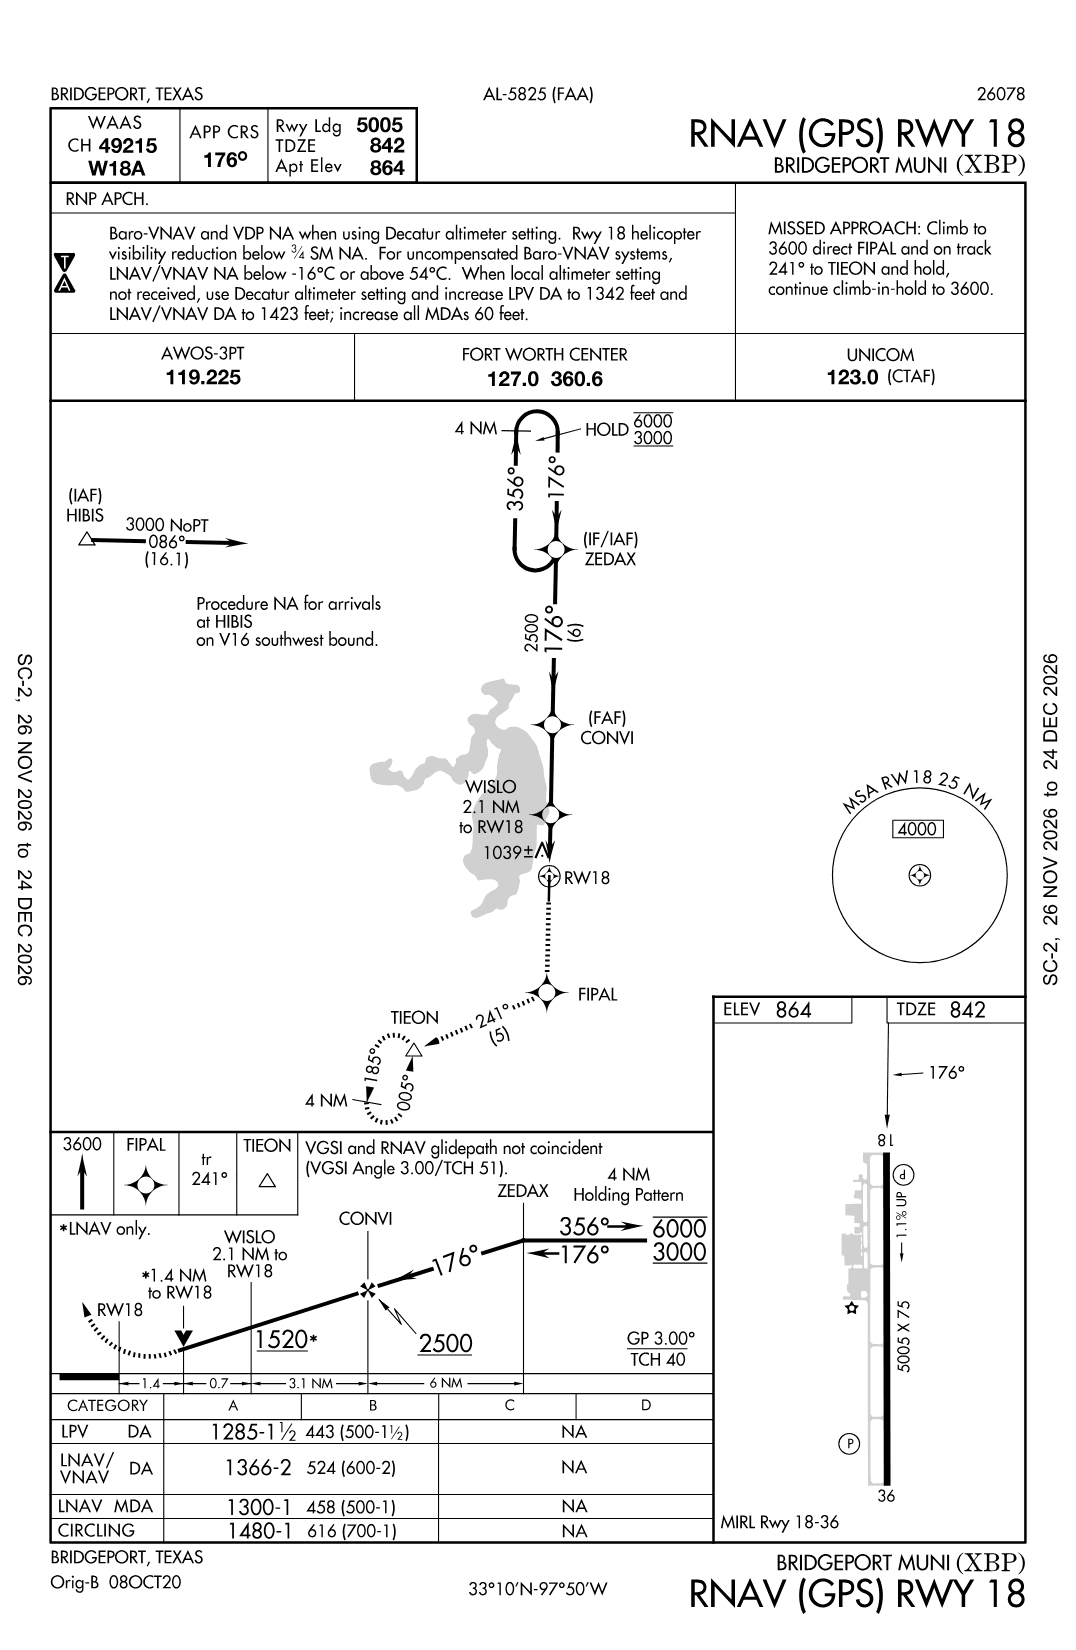 BRIDGEPORT, TEXAS
AL-5825 (FAA)
26078
WAAS
CH 49215
W18A
APP CRS
176°
Rwy Ldg 5005
TDZE 842
Apt Elev 864
RNAV (GPS) RWY 18
BRIDGEPORT MUNI (XBP)
RNP APCH.
T
A
Baro-VNAV and VDP NA when using Decatur altimeter setting. Rwy 18 helicopter
visibility reduction below ¾ SM NA. For uncompensated Baro-VNAV systems,
LNAV/VNAV NA below -16°C or above 54°C. When local altimeter setting
not received, use Decatur altimeter setting and increase LPV DA to 1342 feet and
LNAV/VNAV DA to 1423 feet; increase all MDAs 60 feet.
MISSED APPROACH: Climb to
3600 direct FIPAL and on track
241° to TIEON and hold,
continue climb-in-hold to 3600.
AWOS-3PT
119.225
FORT WORTH CENTER
127.0 360.6
UNICOM
123.0 (CTAF)
4 NM
HOLD 6000
3000
356°
176°
(IAF)
HIBIS
3000 NoPT
086°
(16.1)
(IF/IAF)
ZEDAX
Procedure NA for arrivals
at HIBIS
on V16 southwest bound.
2500
176°
(6)
(FAF)
CONVI
WISLO
2.1 NM
to RW18
1039±
RW18
MSA RW18 25 NM
4000
FIPAL
TIEON
241°
(5)
185°
005°
4 NM
SC-2, 26 NOV 2026 to 24 DEC 2026
SC-2, 26 NOV 2026 to 24 DEC 2026
ELEV 864
TDZE 842
176°
18
P
1.1% UP
5005 X 75
P
36
MIRL Rwy 18-36
3600
FIPAL
tr
241°
TIEON
VGSI and RNAV glidepath not coincident
(VGSI Angle 3.00/TCH 51).
*LNAV only.
ZEDAX
4 NM
Holding Pattern
CONVI
356°
6000
176°
3000
WISLO
2.1 NM to
RW18
*1.4 NM
to RW18
RW18
176°
1520*
2500
GP 3.00°
TCH 40
1.4
0.7
3.1 NM
6 NM
CATEGORY A B C D
LPV DA 1285-1½ 443 (500-1½) NA
LNAV/
VNAV DA 1366-2 524 (600-2) NA
LNAV MDA 1300-1 458 (500-1) NA
CIRCLING 1480-1 616 (700-1) NA
BRIDGEPORT, TEXAS
Orig-B 08OCT20
33°10'N-97°50'W
BRIDGEPORT MUNI (XBP)
RNAV (GPS) RWY 18